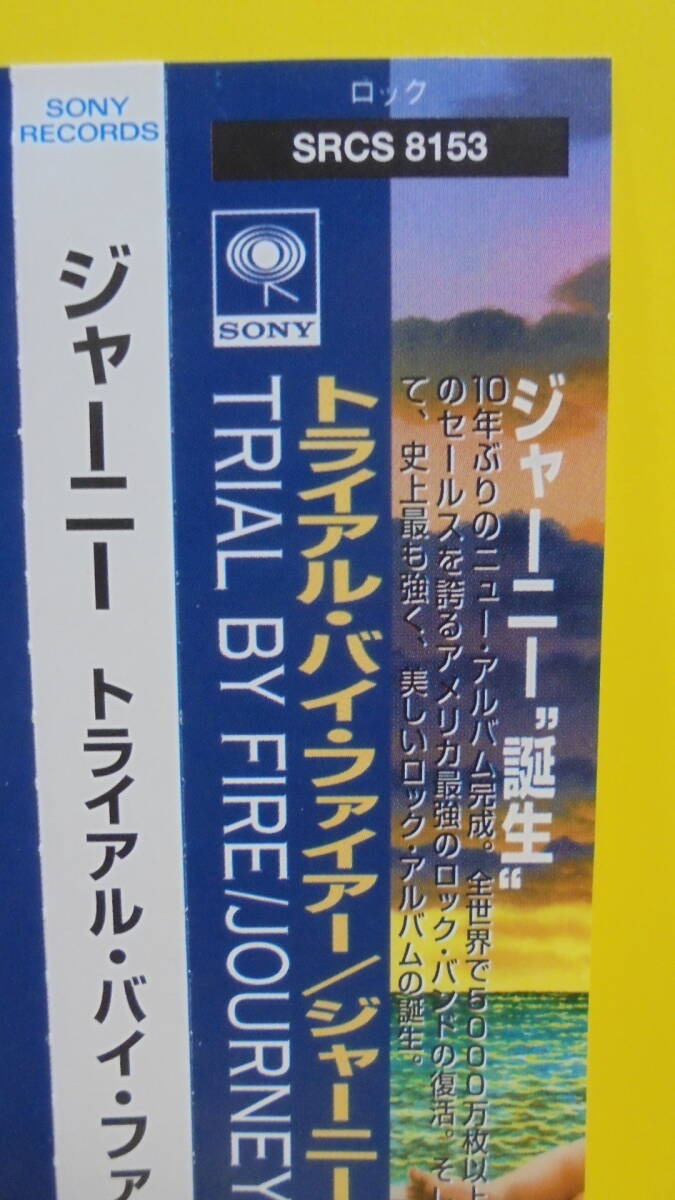 SONY
RECORDS
ジャーニー トライアル・バイ・ファ
ロック
SRCS 8153
SONY
ジャーニー”誕生“
10年ぶりのニュー・アルバム完成。全世界で5000万枚以上
のセールスを誇るアメリカ最強のロック・バンドの復活。そし
て、史上最も強く、美しいロック・アルバムの誕生。
トライアル・バイ・ファイアー/ジャーニー
TRIAL BY FIRE/JOURNEY